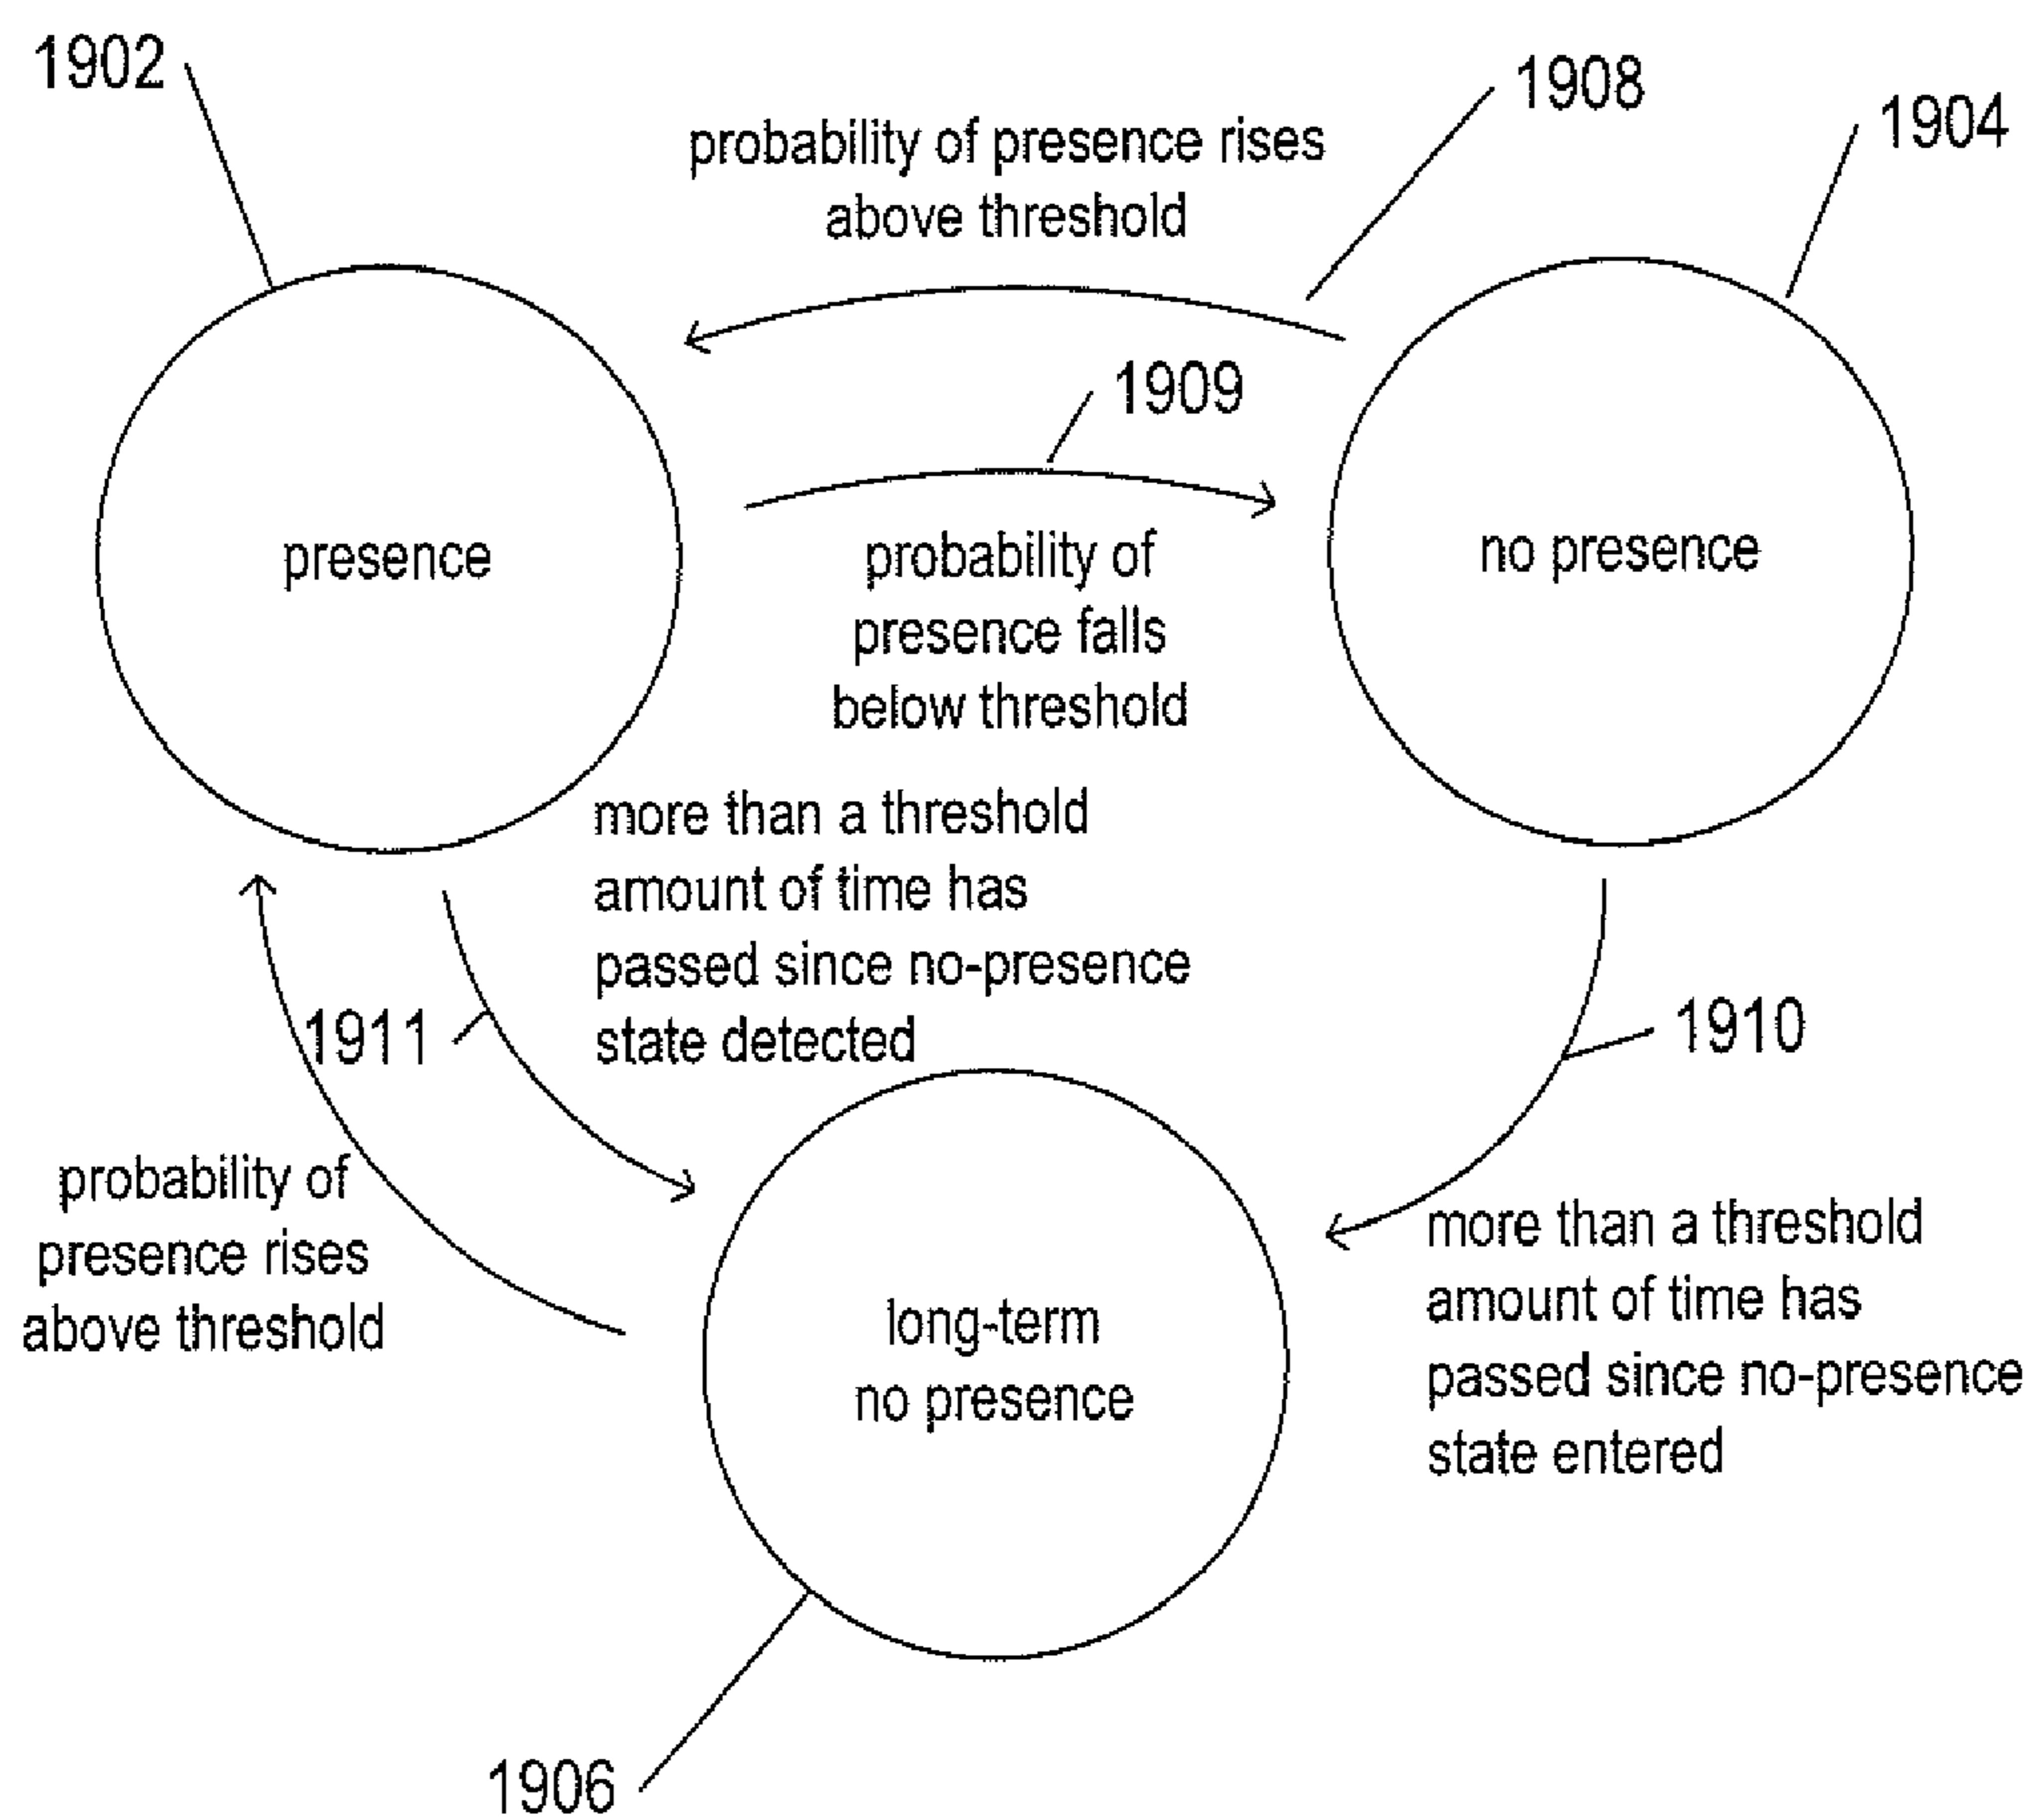 1902
1908
1904
probability of presence rises
above threshold
1909
presence
probability of
presence falls
below threshold
no presence
more than a threshold
amount of time has
passed since no-presence
state detected
1911
1910
probability of
presence rises
above threshold
long-term
no presence
more than a threshold
amount of time has
passed since no-presence
state entered
1906